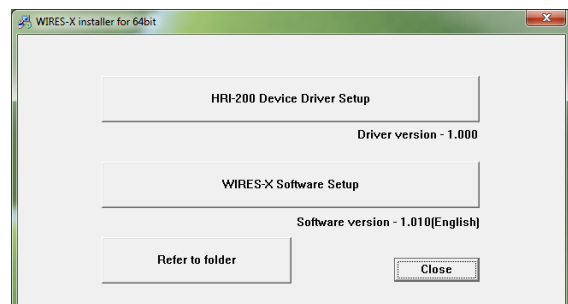 WIRES-X installer for 64bit
HRI-200 Device Driver Setup
Driver version - 1.000
WIRES-X Software Setup
Software version - 1.010(English)
Refer to folder
Close